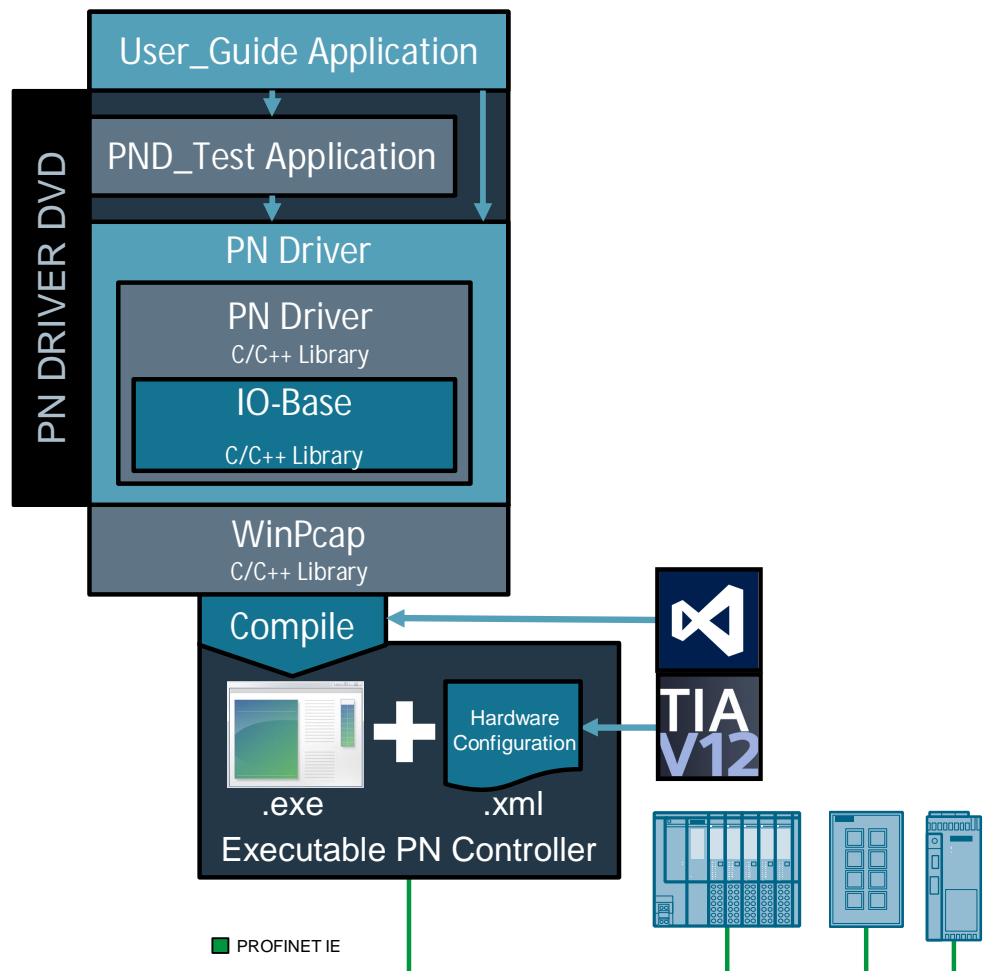 User_Guide Application
PND_Test Application
PN DRIVER DVD
PN Driver
PN Driver
C/C++ Library
IO-Base
C/C++ Library
WinPcap
C/C++ Library
Compile
Hardware
Configuration
TIA
V12
.exe
.xml
Executable PN Controller
PROFINET IE